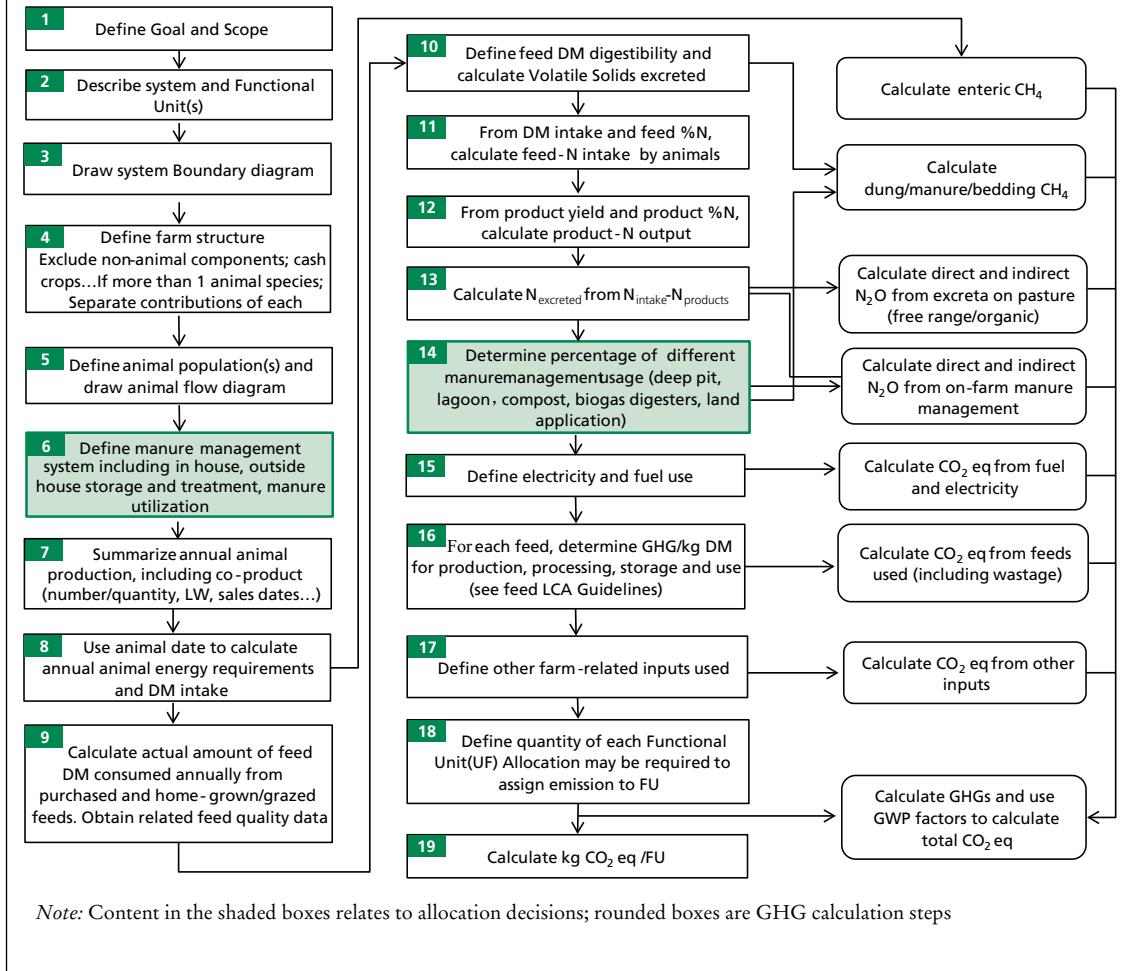 1
Define Goal and Scope
2
Describe system and Functional
Unit(s)
3
Draw system Boundary diagram
4
Define farm structure
Exclude non-animal components; cash
crops...If more than 1 animal species;
Separate contributions of each
5
Define animal population(s) and
draw animal flow diagram
6
Define manure management
system including in house, outside
house storage and treatment, manure
utilization
7
Summarize annual animal
production, including co-product
(number/quantity, LW, sales dates...)
8
Use animal date to calculate
annual animal energy requirements
and DM intake
9
Calculate actual amount of feed
DM consumed annually from
purchased and home-grown/grazed
feeds. Obtain related feed quality data
10
Define feed DM digestibility and
calculate Volatile Solids excreted
11
From DM intake and feed %N,
calculate feed-N intake by animals
12
From product yield and product %N,
calculate product-N output
13
Calculate Nexcreted from Nintake-Nproducts
14
Determine percentage of different
manuremanagementusage (deep pit,
lagoon, compost, biogas digesters, land
application)
15
Define electricity and fuel use
16
For each feed, determine GHG/kg DM
for production, processing, storage and use
(see feed LCA Guidelines)
17
Define other farm-related inputs used
18
Define quantity of each Functional
Unit(UF) Allocation may be required to
assign emission to FU
19
Calculate kg CO2 eq /FU
Calculate enteric CH4
Calculate
dung/manure/bedding CH4
Calculate direct and indirect
N2O from excreta on pasture
(free range/organic)
Calculate direct and indirect
N2O from on-farm manure
management
Calculate CO2 eq from fuel
and electricity
Calculate CO2 eq from feeds
used (including wastage)
Calculate CO2 eq from other
inputs
Calculate GHGs and use
GWP factors to calculate
total CO2 eq
Note: Content in the shaded boxes relates to allocation decisions; rounded boxes are GHG calculation steps